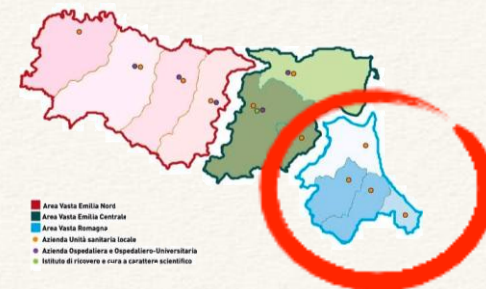 Area Vasta Emilia Nord
Area Vasta Emilia Centrale
Area Vasta Romagna
Azienda Unità sanitaria locale
Azienda Ospedaliera e Ospedaliero-Universitaria
Istituto di ricovero e cura a carattere scientifico